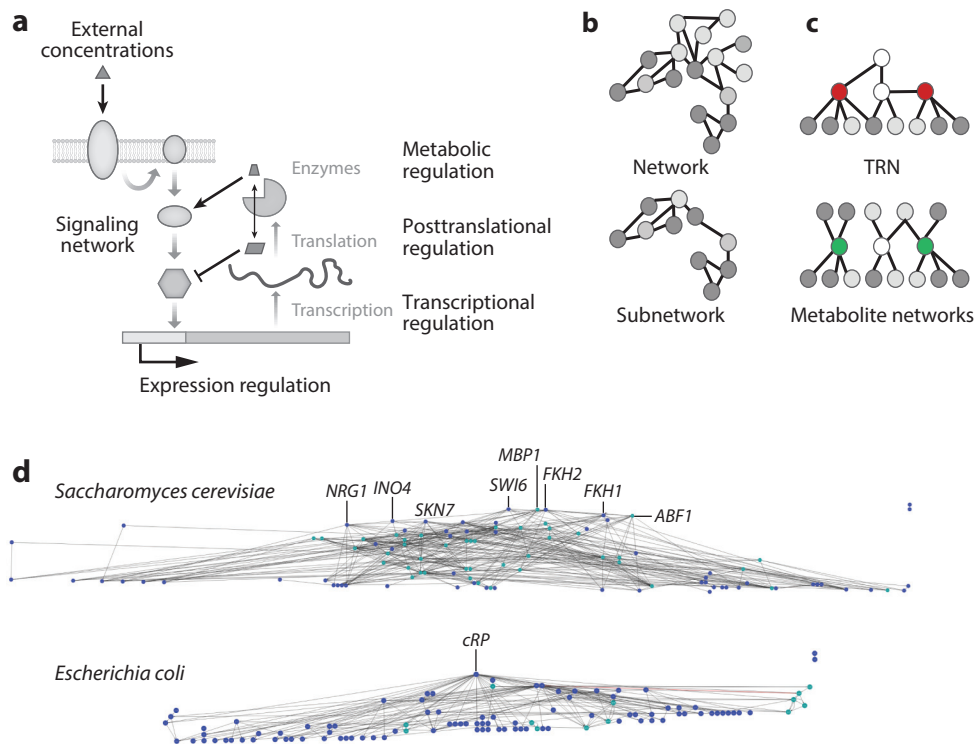 a
External
concentrations
Signaling
network
Enzymes
Translation
Transcription
Metabolic
regulation
Posttranslational
regulation
Transcriptional
regulation
Expression regulation
b
Network
Subnetwork
c
TRN
Metabolite networks
d
Saccharomyces cerevisiae
NRG1
INO4
SKN7
SWI6
MBP1
FKH2
FKH1
ABF1
Escherichia coli
cRP